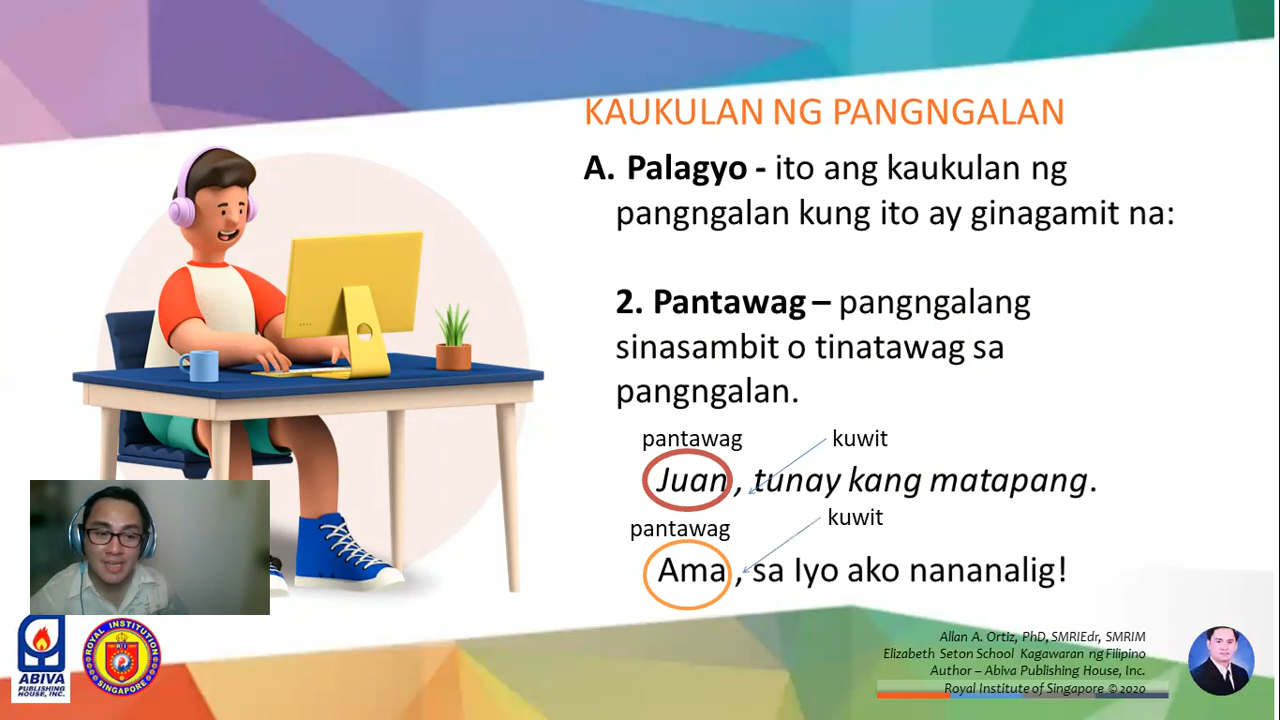 KAUKULAN NG PANGNGALAN
A. Palagyo - ito ang kaukulan ng
pangngalan kung ito ay ginagamit na:
2. Pantawag – pangngalang
sinasambit o tinatawag sa
pangngalan.
pantawag kuwit
Juan , tunay kang matapang.
pantawag kuwit
Ama , sa Iyo ako nananalig!
ABIVA
PUBLISHING
HOUSE, INC.
ROYAL INSTITUTION
SINGAPORE
Allan A. Ortiz, PhD, SMRIEdr, SMRIM
Elizabeth Seton School Kagawaran ng Filipino
Author – Abiva Publishing House, Inc.
Royal Institute of Singapore © 2020